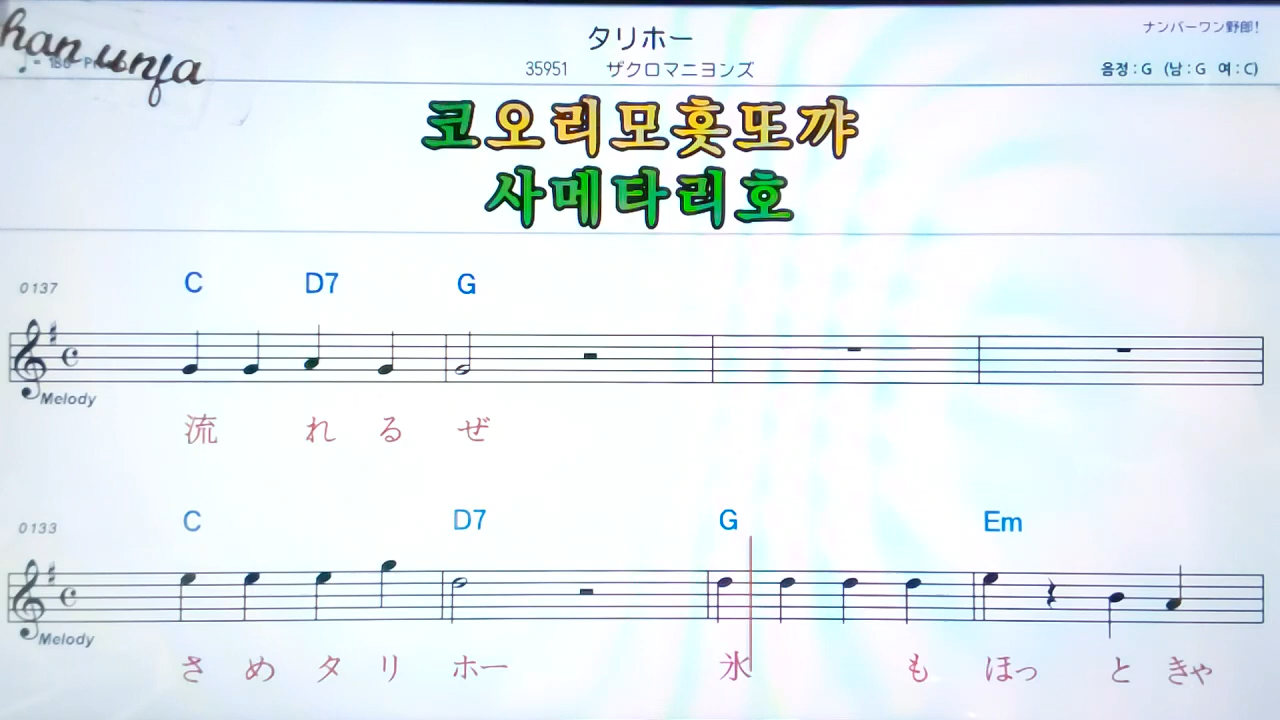 han unja
タリホー
ナンバーワン野郎!
35951 ザクロマニヨンズ
음정 : G (남 : G 여 : C)
코오리모홋또꺄
사메타리호
0137 C D7 G
Melody
流 れ る ぜ
0133 C D7 G Em
Melody
さ め タ リ ホー 氷 も ほっ と きゃ